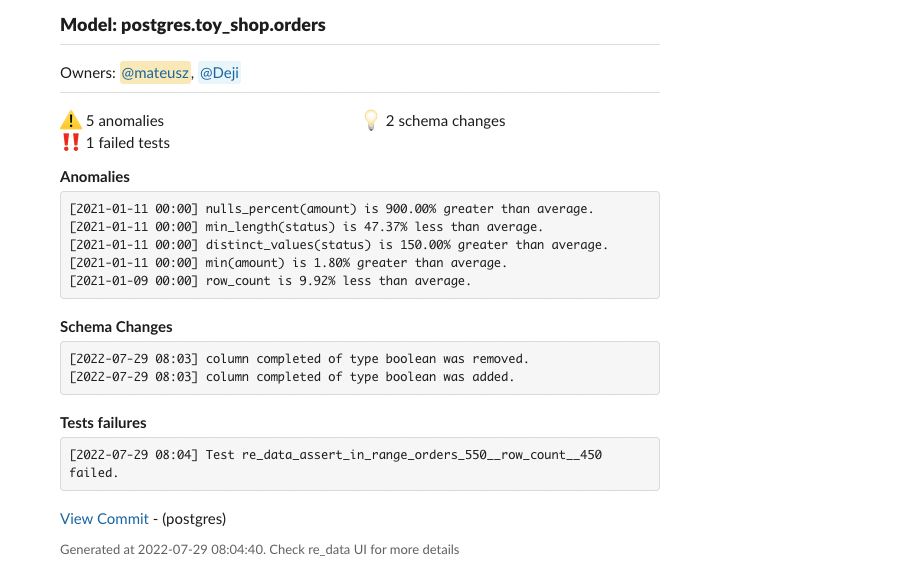 Model: postgres.toy_shop.orders
Owners: @mateusz, @Deji
5 anomalies
2 schema changes
1 failed tests
Anomalies
[2021-01-11 00:00] nulls_percent(amount) is 900.00% greater than average.
[2021-01-11 00:00] min_length(status) is 47.37% less than average.
[2021-01-11 00:00] distinct_values(status) is 150.00% greater than average.
[2021-01-11 00:00] min(amount) is 1.80% greater than average.
[2021-01-09 00:00] row_count is 9.92% less than average.
Schema Changes
[2022-07-29 08:03] column completed of type boolean was removed.
[2022-07-29 08:03] column completed of type boolean was added.
Tests failures
[2022-07-29 08:04] Test re_data_assert_in_range_orders_550__row_count__450
failed.
View Commit - (postgres)
Generated at 2022-07-29 08:04:40. Check re_data UI for more details